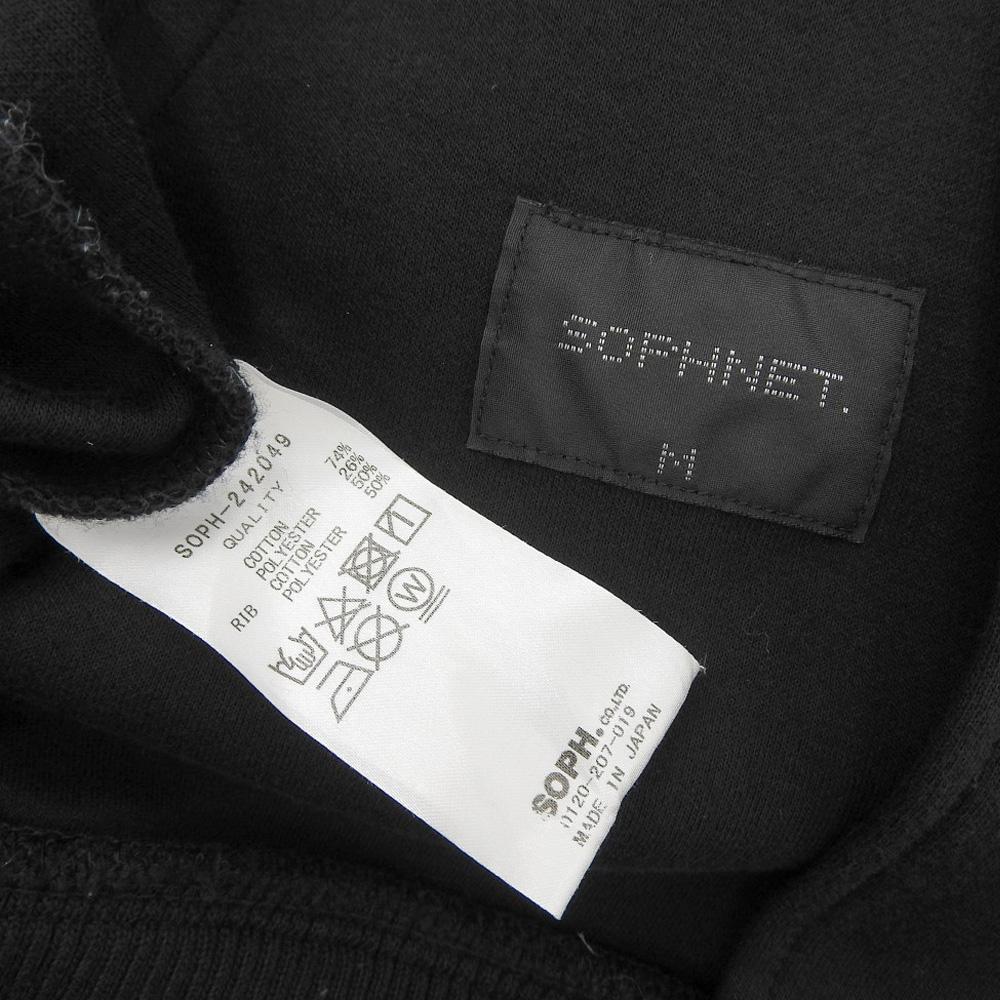 SOPHNET.
M
SOPH-242049
QUALITY
COTTON 74%
POLYESTER 26%
RIB COTTON 50%
POLYESTER 50%
W
SOPH. CO.,LTD.
0120-207-019
MADE IN JAPAN